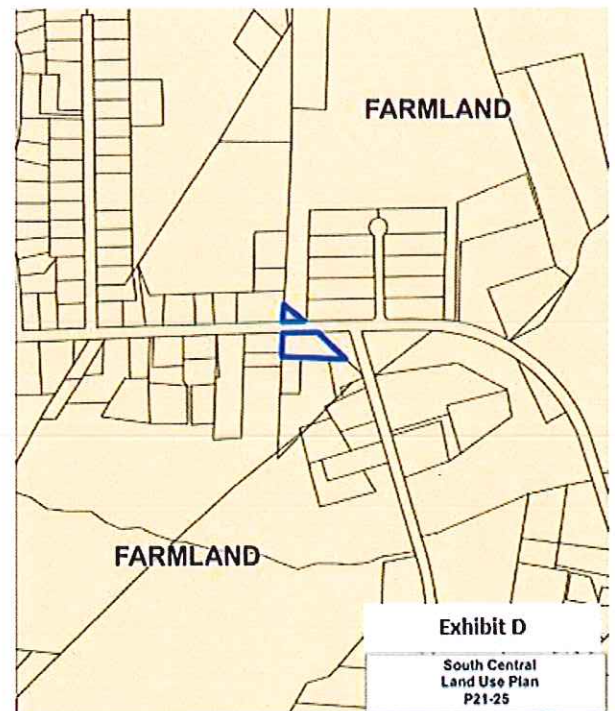 FARMLAND
FARMLAND
Exhibit D
South Central
Land Use Plan
P21-25